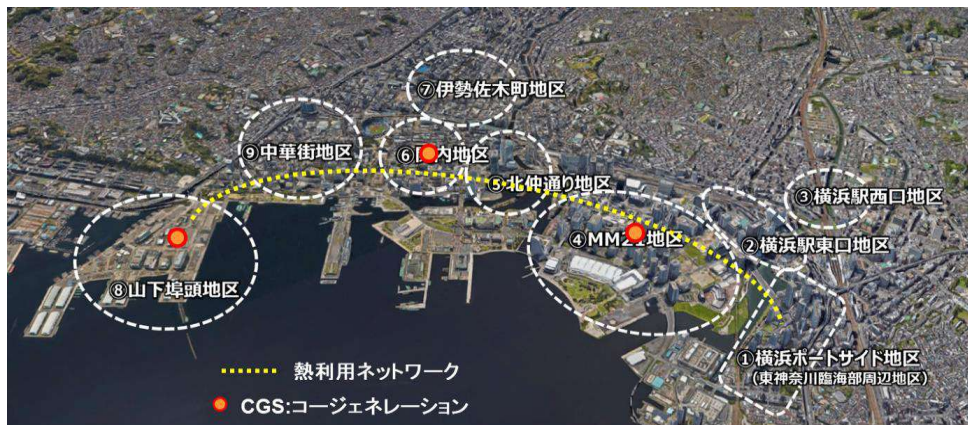 ⑦伊勢佐木町地区
⑨中華街地区
⑥関内地区
⑤北仲通り地区
③横浜駅西口地区
②横浜駅東口地区
④MM21地区
⑧山下埠頭地区
①横浜ポートサイド地区
(東神奈川臨海部周辺地区)
熱利用ネットワーク
CGS:コージェネレーション